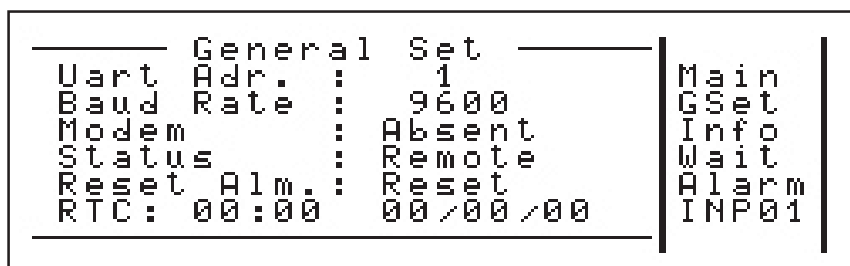 General Set
Uart Adr. : 1
Baud Rate : 9600
Modem : Absent
Status : Remote
Reset Alm.: Reset
RTC: 00:00 00/00/00
Main
GSet
Info
Wait
Alarm
INP01